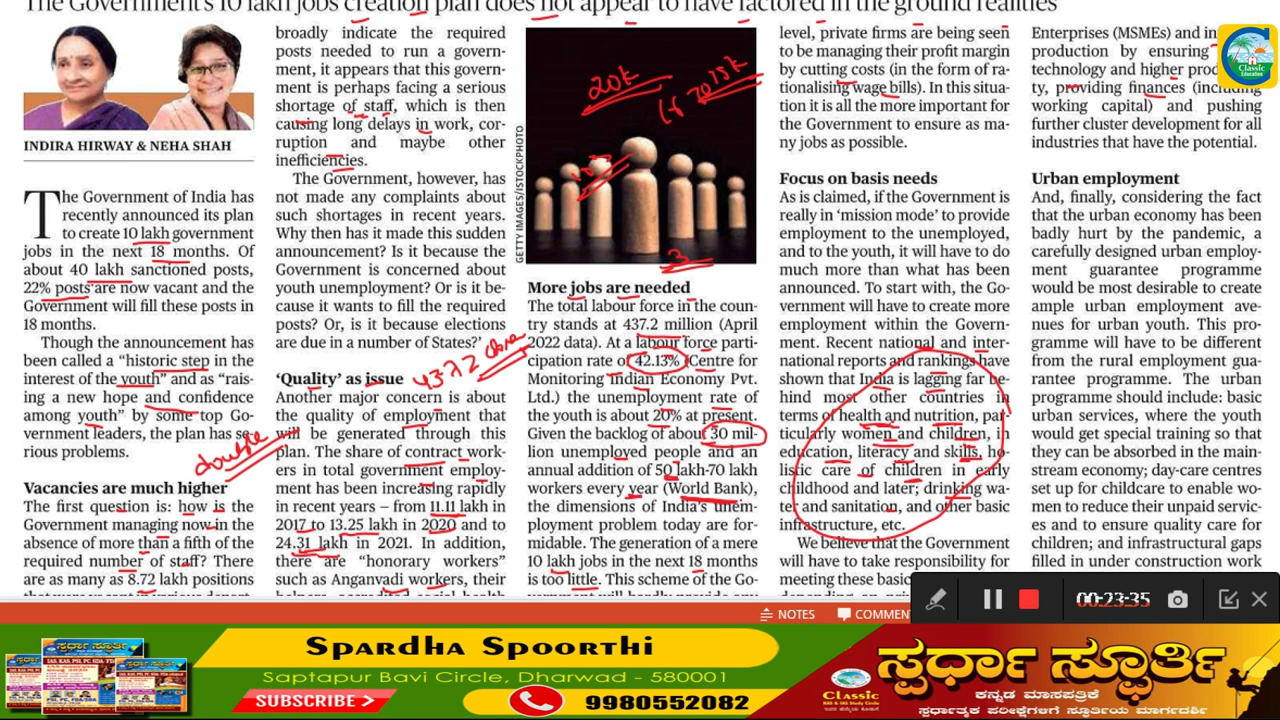 The Government's 10 lakh jobs creation plan does not appear to have factored in the ground realities
INDIRA HIRWAY & NEHA SHAH
The Government of India has
recently announced its plan
to create 10 lakh government
jobs in the next 18 months. Of
about 40 lakh sanctioned posts,
22% posts are now vacant and the
Government will fill these posts in
18 months.
Though the announcement has
been called a “historic step in the
interest of the youth” and as “rais-
ing a new hope and confidence
among youth” by some top Go-
vernment leaders, the plan has se-
rious problems.
double
Vacancies are much higher
The first question is: how is the
Government managing now in the
absence of more than a fifth of the
required number of staff? There
are as many as 8.72 lakh positions
broadly indicate the required
posts needed to run a govern-
ment, it appears that this govern-
ment is perhaps facing a serious
shortage of staff, which is then
causing long delays in work, cor-
ruption and maybe other
inefficiencies.
The Government, however, has
not made any complaints about
such shortages in recent years.
Why then has it made this sudden
announcement? Is it because the
Government is concerned about
youth unemployment? Or is it be-
cause it wants to fill the required
posts? Or, is it because elections
are due in a number of States?’
‘Quality’ as issue
Another major concern is about
the quality of employment that
will be generated through this
plan. The share of contract work-
ers in total government employ-
ment has been increasing rapidly
in recent years – from 11.11 lakh in
2017 to 13.25 lakh in 2020 and to
24.31 lakh in 2021. In addition,
there are “honorary workers”
such as Anganvadi workers, their
20k
15k
3
GETTY IMAGES/ISTOCKPHOTO
More jobs are needed
The total labour force in the coun-
try stands at 437.2 million (April
2022 data). At a labour force parti-
cipation rate of 42.13% (Centre for
Monitoring Indian Economy Pvt.
Ltd.) the unemployment rate of
the youth is about 20% at present.
Given the backlog of about 30 mil-
lion unemployed people and an
annual addition of 50 lakh-70 lakh
workers every year (World Bank),
the dimensions of India's unem-
ployment problem today are for-
midable. The generation of a mere
10 lakh jobs in the next 18 months
is too little. This scheme of the Go-
level, private firms are being seen
to be managing their profit margin
by cutting costs (in the form of ra-
tionalising wage bills). In this situa-
tion it is all the more important for
the Government to ensure as ma-
ny jobs as possible.
Focus on basis needs
As is claimed, if the Government is
really in ‘mission mode’ to provide
employment to the unemployed,
and to the youth, it will have to do
much more than what has been
announced. To start with, the Go-
vernment will have to create more
employment within the Govern-
ment. Recent national and inter-
national reports and rankings have
shown that India is lagging far be-
hind most other countries in
terms of health and nutrition, par-
ticularly women and children, in
education, literacy and skills, ho-
listic care of children in early
childhood and later; drinking wa-
ter and sanitation, and other basic
infrastructure, etc.
We believe that the Government
will have to take responsibility for
meeting these basic
Enterprises (MSMEs) and in
production by ensuring
technology and higher
ty, providing finances
working capital) and pushing
further cluster development for all
industries that have the potential.
Urban employment
And, finally, considering the fact
that the urban economy has been
badly hurt by the pandemic, a
carefully designed urban employ-
ment guarantee programme
would be most desirable to create
ample urban employment ave-
nues for urban youth. This pro-
gramme will have to be different
from the rural employment gua-
rantee programme. The urban
programme should include: basic
urban services, where the youth
would get special training so that
they can be absorbed in the main-
stream economy; day-care centres
set up for childcare to enable wo-
men to reduce their unpaid servic-
es and to ensure quality care for
children; and infrastructural gaps
filled in under construction work
Classic
Education
NOTES
COMMEN
00:23:35
SPARDHA SPOORTHI
Saptapur Bavi Circle, Dharwad - 580001
SUBSCRIBE
9980552082
Classic
KAS & IAS Study Circle
ಸ್ಪರ್ಧಾ ಸ್ಫೂರ್ತಿ
ಕನ್ನಡ ಮಾಸಪತ್ರಿಕೆ
ಸ್ಪರ್ಧಾತ್ಮಕ ಪರೀಕ್ಷೆಗಳಿಗೆ ಸ್ಫೂರ್ತಿಯ ಮಾರ್ಗದರ್ಶಿ